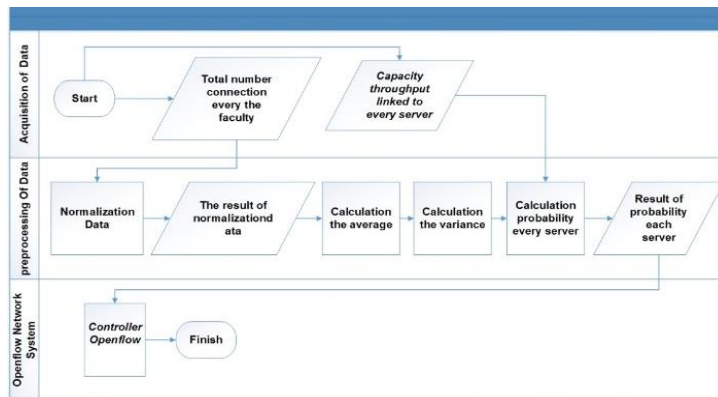 Acquisition of Data
Start
Total number
connection
every the
faculty
Capacity
throughput
linked to
every server
preprocessing Of Data
Normalization
Data
The result of
normalizationd
ata
Calculation
the average
Calculation
the variance
Calculation
probability
every server
Result of
probability
each
server
Openflow Network
System
Controller
Openflow
Finish